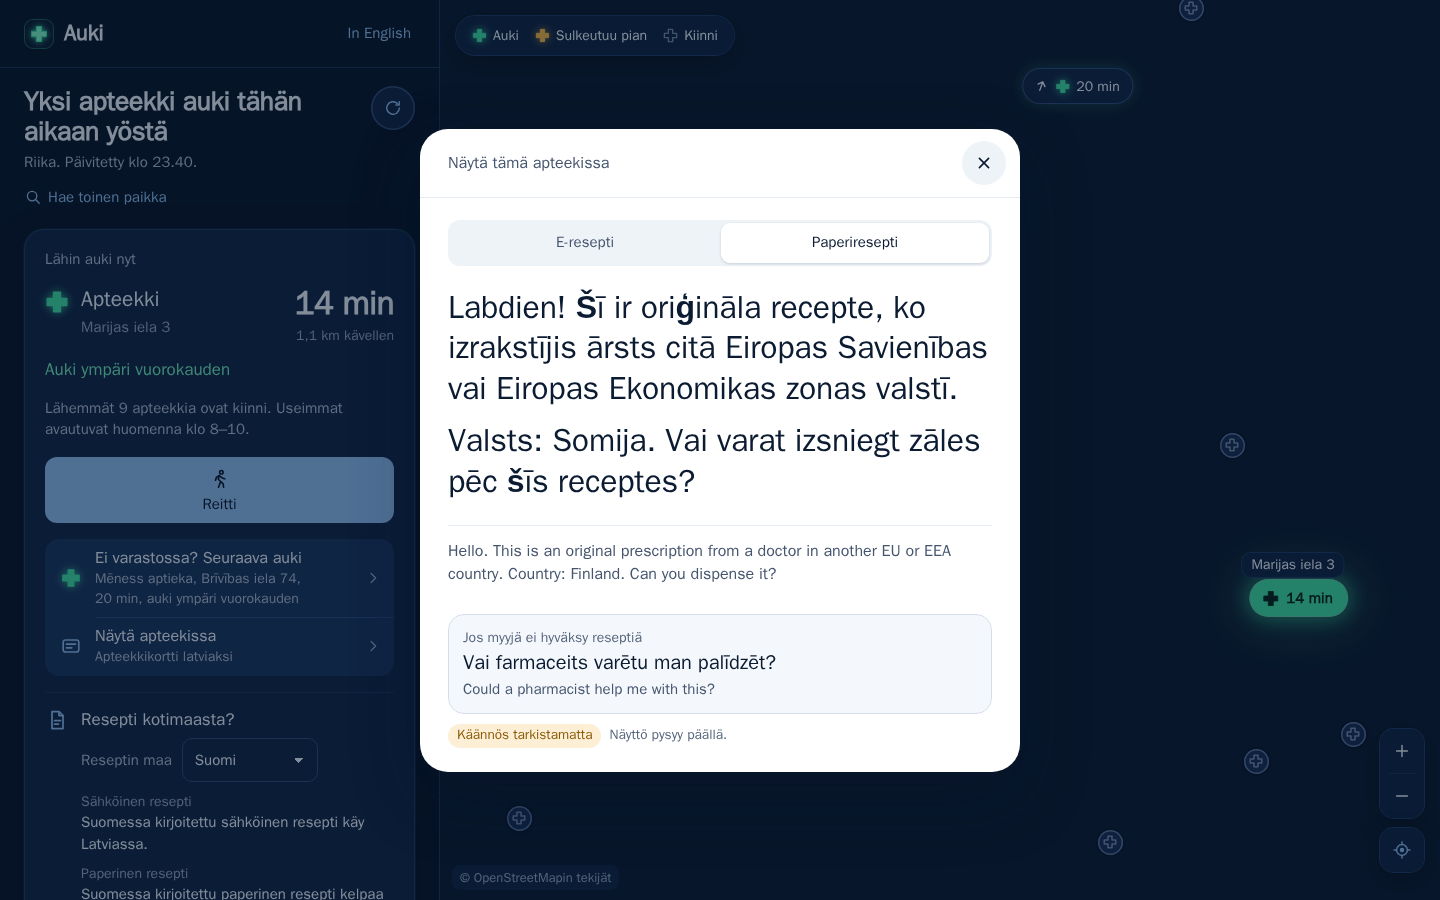 Auki
In English
Yksi apteekki auki tähän
aikaan yöstä
Riika. Päivitetty klo 23.40.
Hae toinen paikka
Lähin auki nyt
Apteekki
14 min
Marijas iela 3
1,1 km kävellen
Auki ympäri vuorokauden
Lähemmät 9 apteekkia ovat kiinni. Useimmat
avautuvat huomenna klo 8–10.
Reitti
Ei varastossa? Seuraava auki
Mēness aptieka, Brīvības iela 74,
20 min, auki ympäri vuorokauden
Näytä apteekissa
Apteekkikortti latviaksi
Resepti kotimaasta?
Reseptin maa
Suomi
Sähköinen resepti
Suomessa kirjoitettu sähköinen resepti käy
Latviassa.
Paperinen resepti
Suomessa kirjoitettu paperinen resepti kelpaa
Auki
Sulkeutuu pian
Kiinni
20 min
Näytä tämä apteekissa
E-resepti
Paperiresepti
Labdien! Šī ir oriģināla recepte, ko
izrakstījis ārsts citā Eiropas Savienības
vai Eiropas Ekonomikas zonas valstī.
Valsts: Somija. Vai varat izsniegt zāles
pēc šīs receptes?
Hello. This is an original prescription from a doctor in another EU or EEA
country. Country: Finland. Can you dispense it?
Jos myyjä ei hyväksy reseptiä
Vai farmaceits varētu man palīdzēt?
Could a pharmacist help me with this?
Käännös tarkistamatta
Näyttö pysyy päällä.
Marijas iela 3
14 min
© OpenStreetMapin tekijät